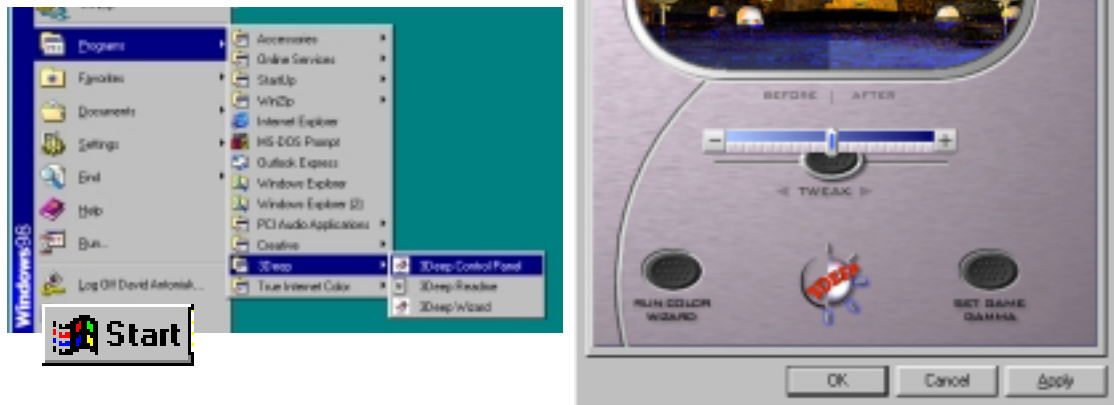 Programs
Favorites
Documents
Settings
Find
Help
Run...
Log Off David Antoniak...
Windows98
Start
Accessories
Online Services
StartUp
WinZip
Internet Explorer
MS-DOS Prompt
Outlook Express
Windows Explorer
Windows Explorer (2)
PCI Audio Applications
Creative
3Deep
True Internet Color
3Deep Control Panel
3Deep Readme
3Deep Wizard
BEFORE | AFTER
− +
TWEAK
RUN COLOR
WIZARD
3DEEP
SET GAME
GAMMA
OK
Cancel
Apply